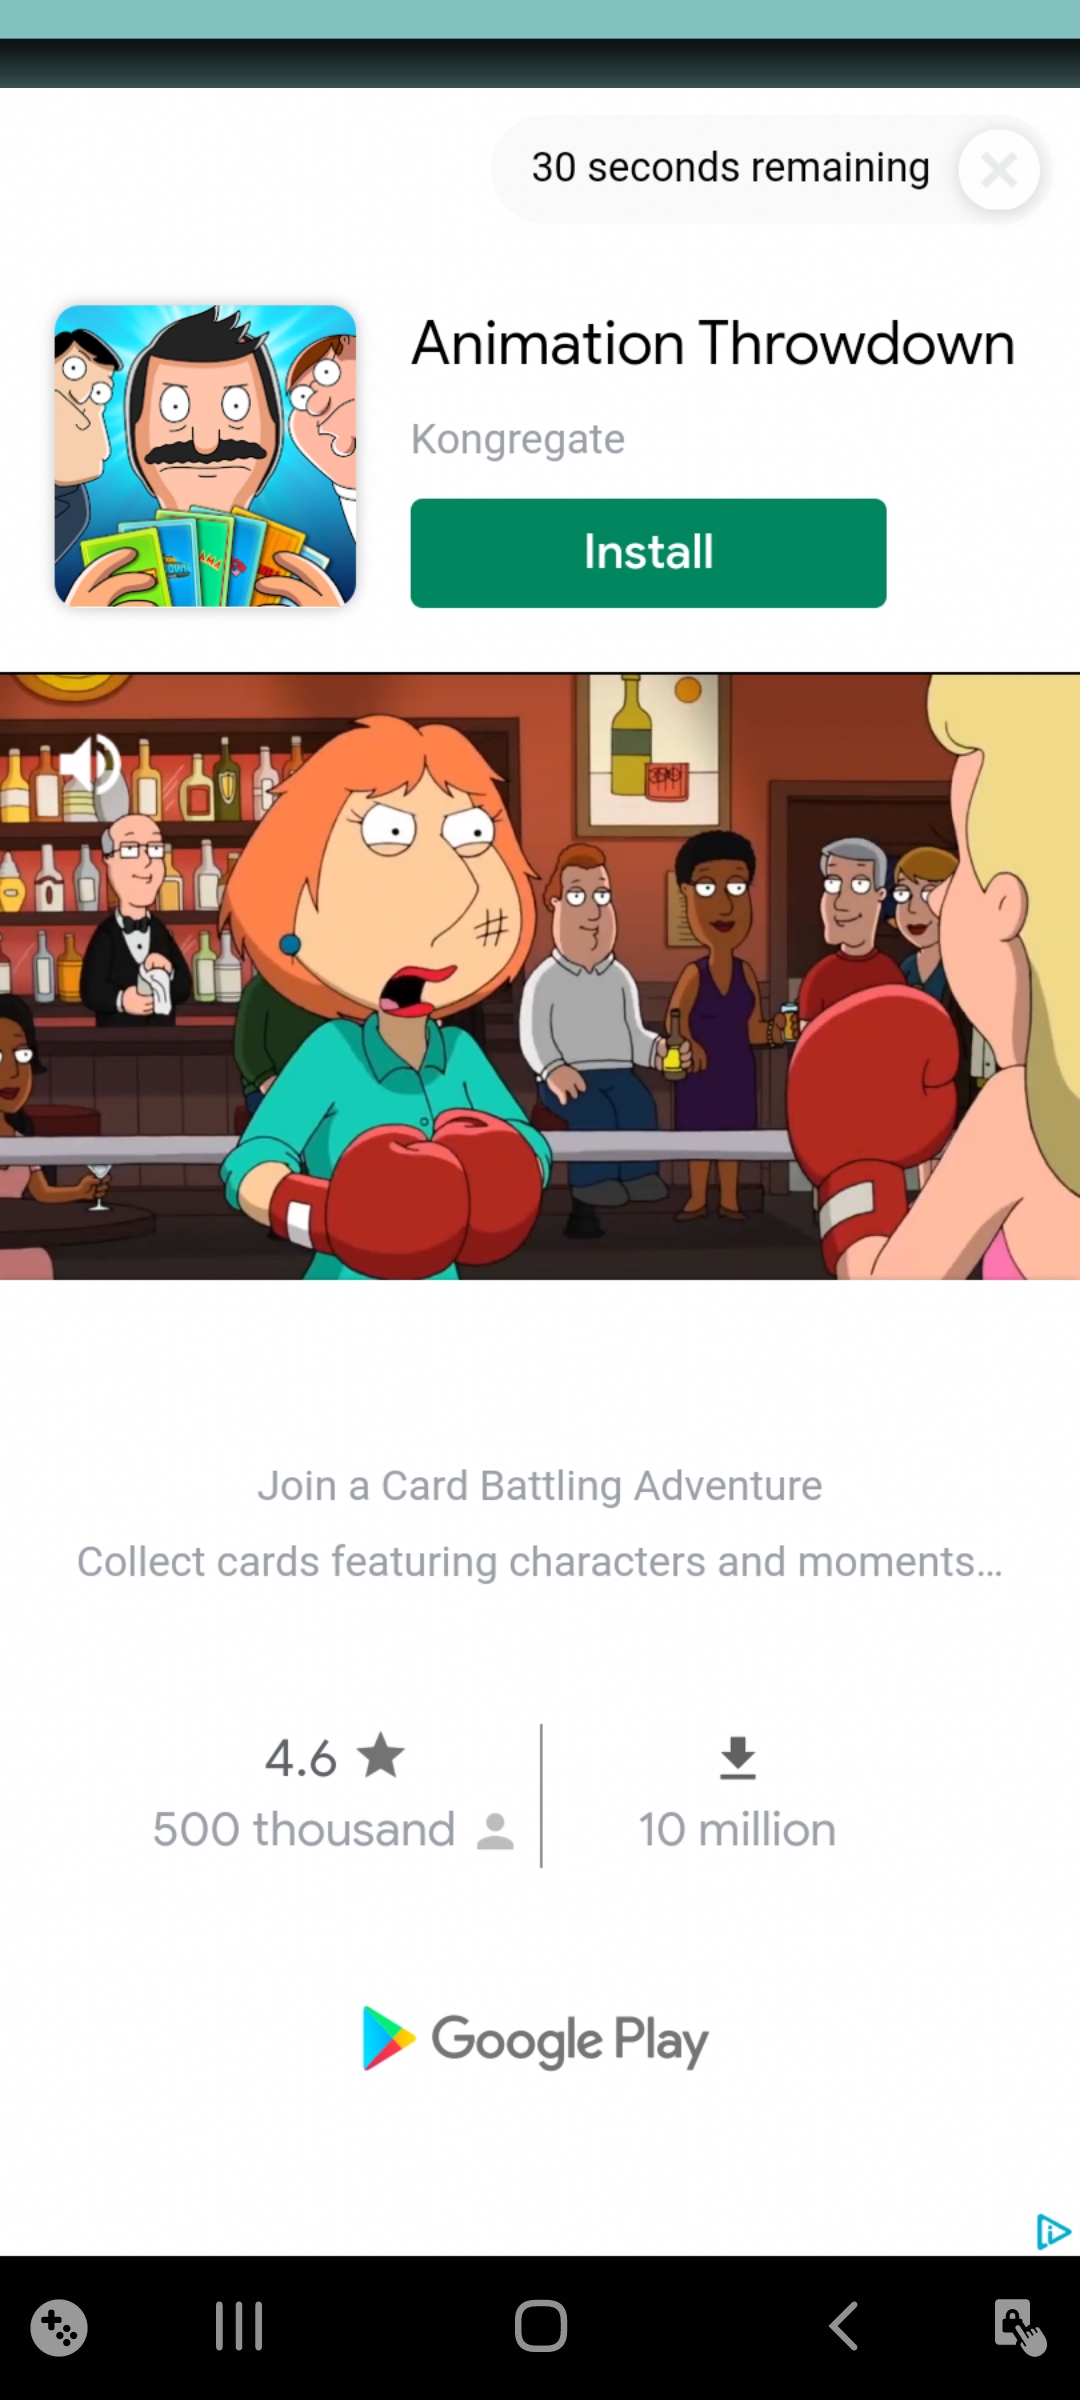 30 seconds remaining
Animation Throwdown
Kongregate
Install
Join a Card Battling Adventure
Collect cards featuring characters and moments...
4.6
500 thousand
10 million
Google Play